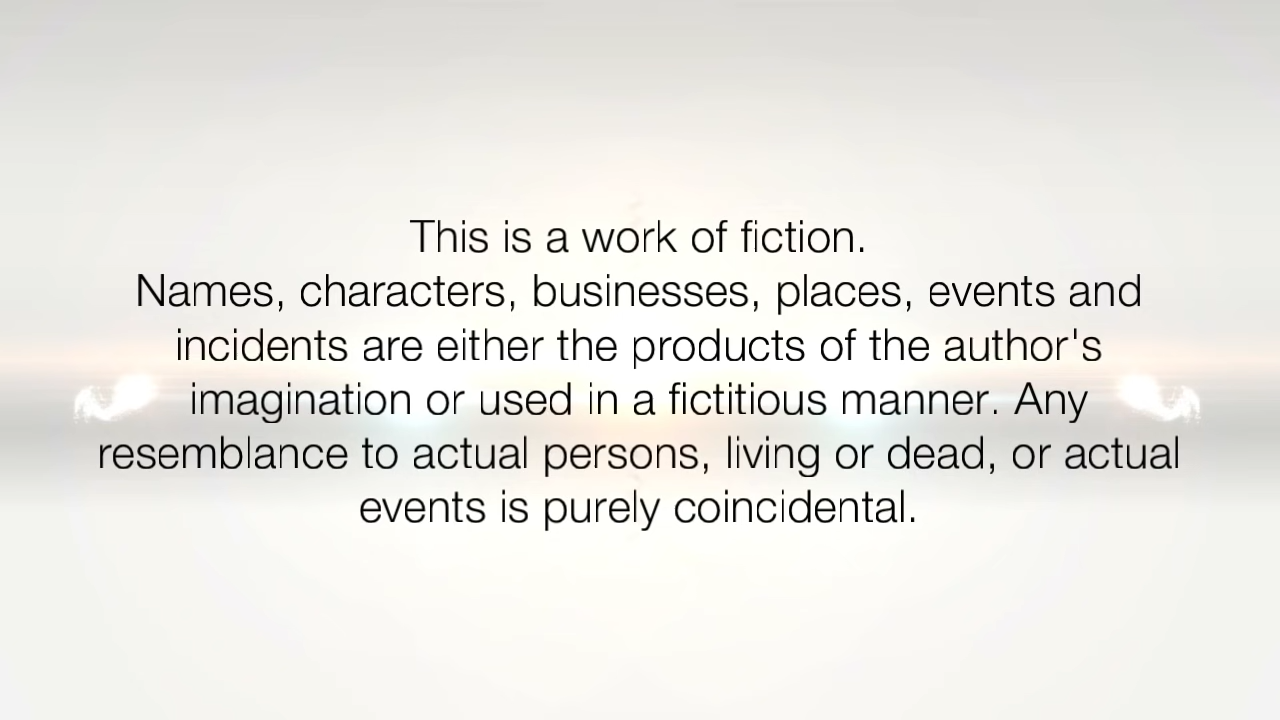 This is a work of fiction.
Names, characters, businesses, places, events and
incidents are either the products of the author's
imagination or used in a fictitious manner. Any
resemblance to actual persons, living or dead, or actual
events is purely coincidental.